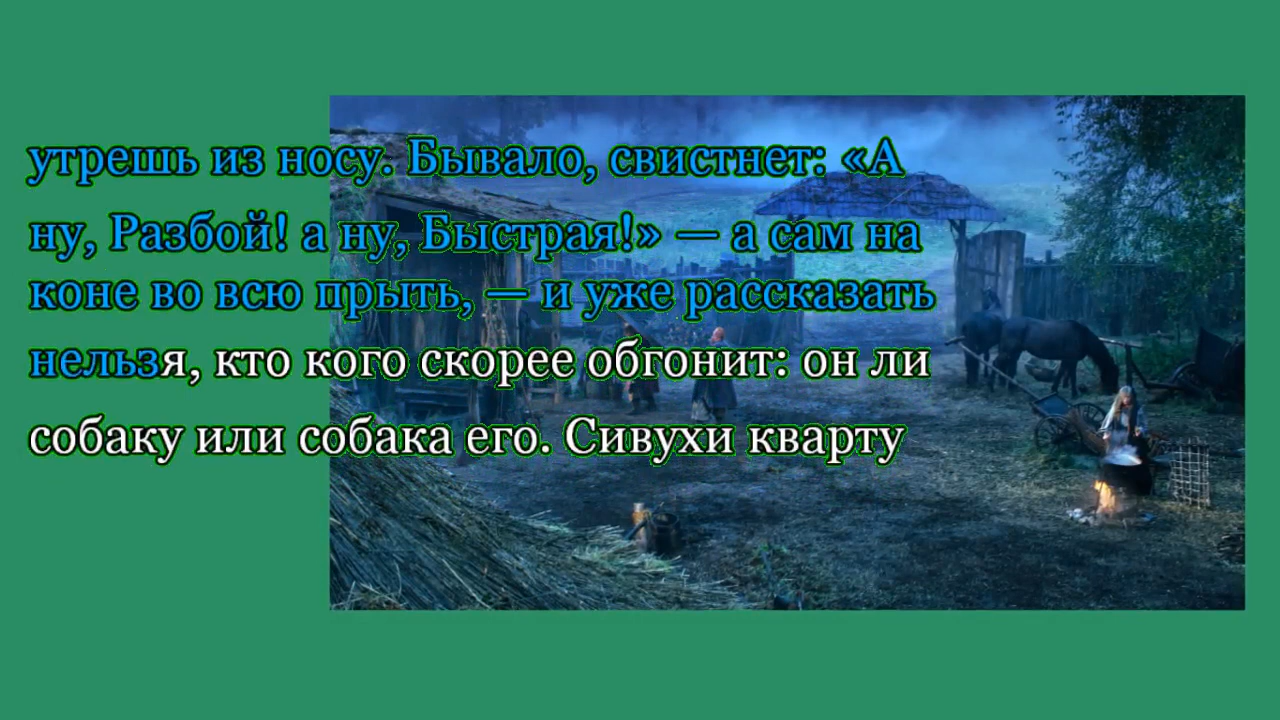 утрешь из носу. Бывало, свистнет: «А
ну, Разбой! а ну, Быстрая!» — а сам на
коне во всю прыть, — и уже рассказать
нельзя, кто кого скорее обгонит: он ли
собаку или собака его. Сивухи кварту